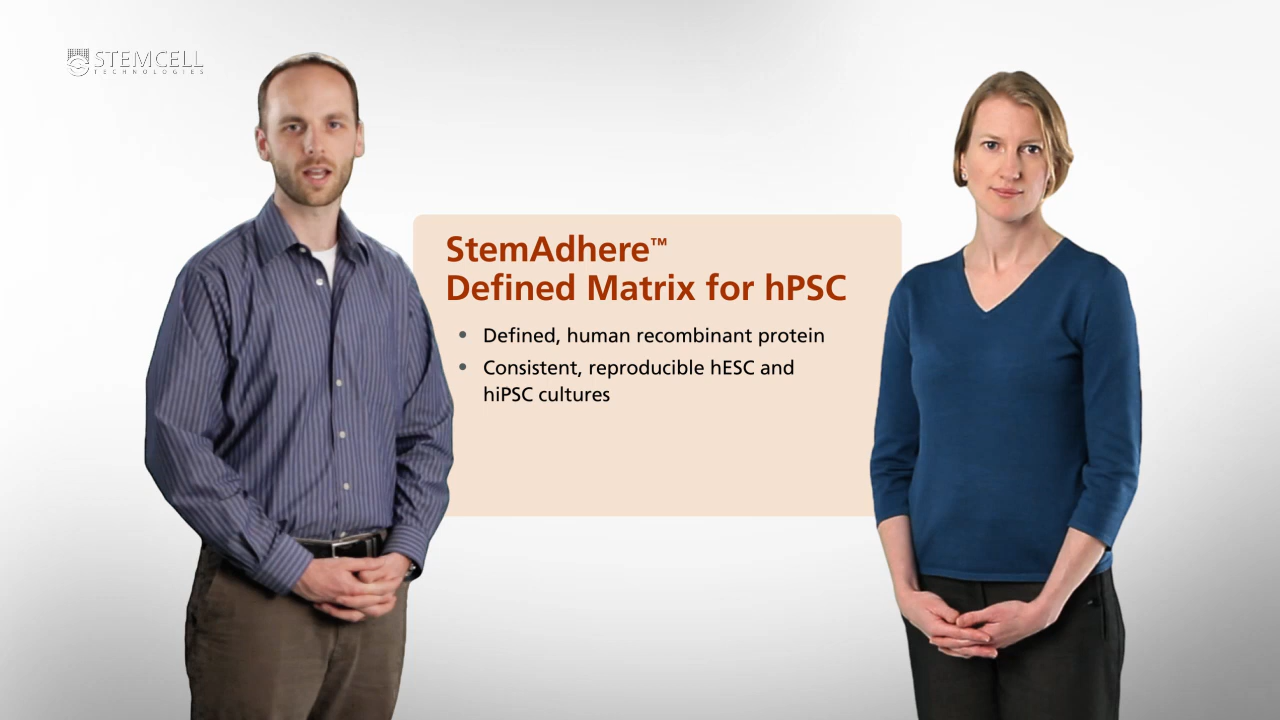 STEMCELL
TECHNOLOGIES
StemAdhere™
Defined Matrix for hPSC
• Defined, human recombinant protein
• Consistent, reproducible hESC and
hiPSC cultures